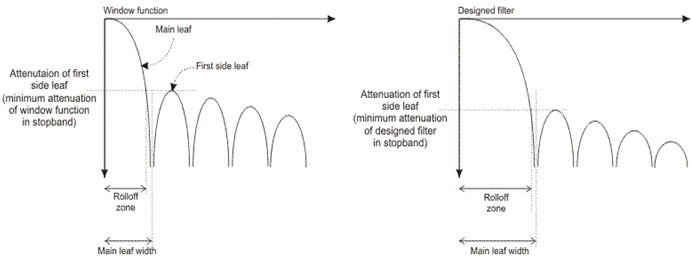 Window function
Main leaf
First side leaf
Attenutaion of first
side leaf
(minimum attenuation
of window function
in stopband)
Rolloff
zone
Main leaf width
Designed filter
Attenuation of first
side leaf
(minimum attenuation
of designed filter
in stopband)
Rolloff
zone
Main leaf width